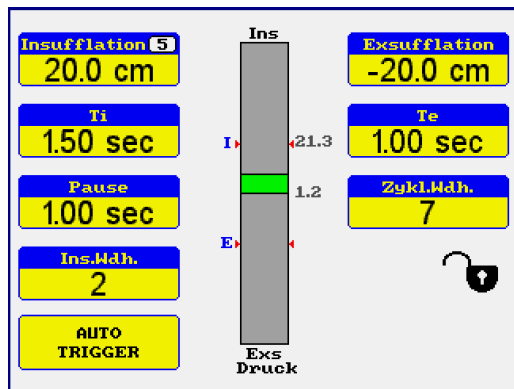 Insufflation 5
20.0 cm
Ti
1.50 sec
Pause
1.00 sec
Ins.Wdh.
2
AUTO
TRIGGER
Ins
I
21.3
1.2
E
Exs
Druck
Exsufflation
-20.0 cm
Te
1.00 sec
Zykl.Wdh.
7